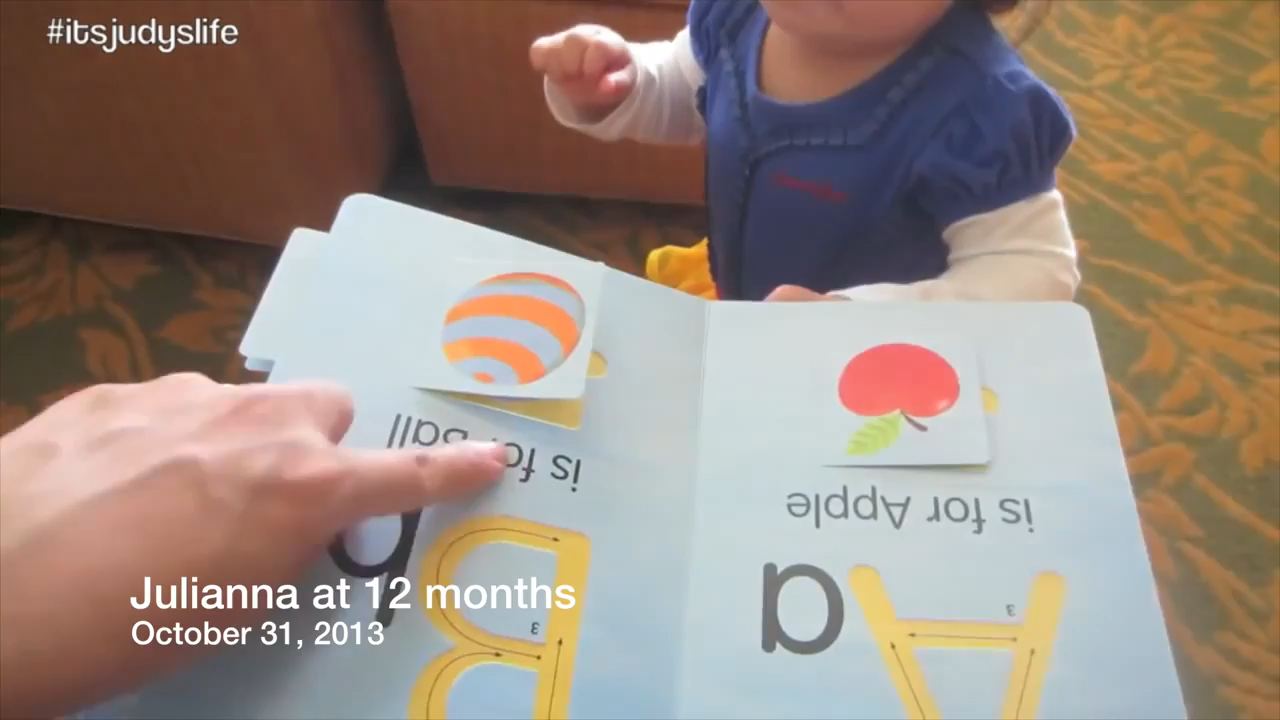 #itsjudyslife
A a
is for Apple
B b
is for Ball
3
3
Julianna at 12 months
October 31, 2013